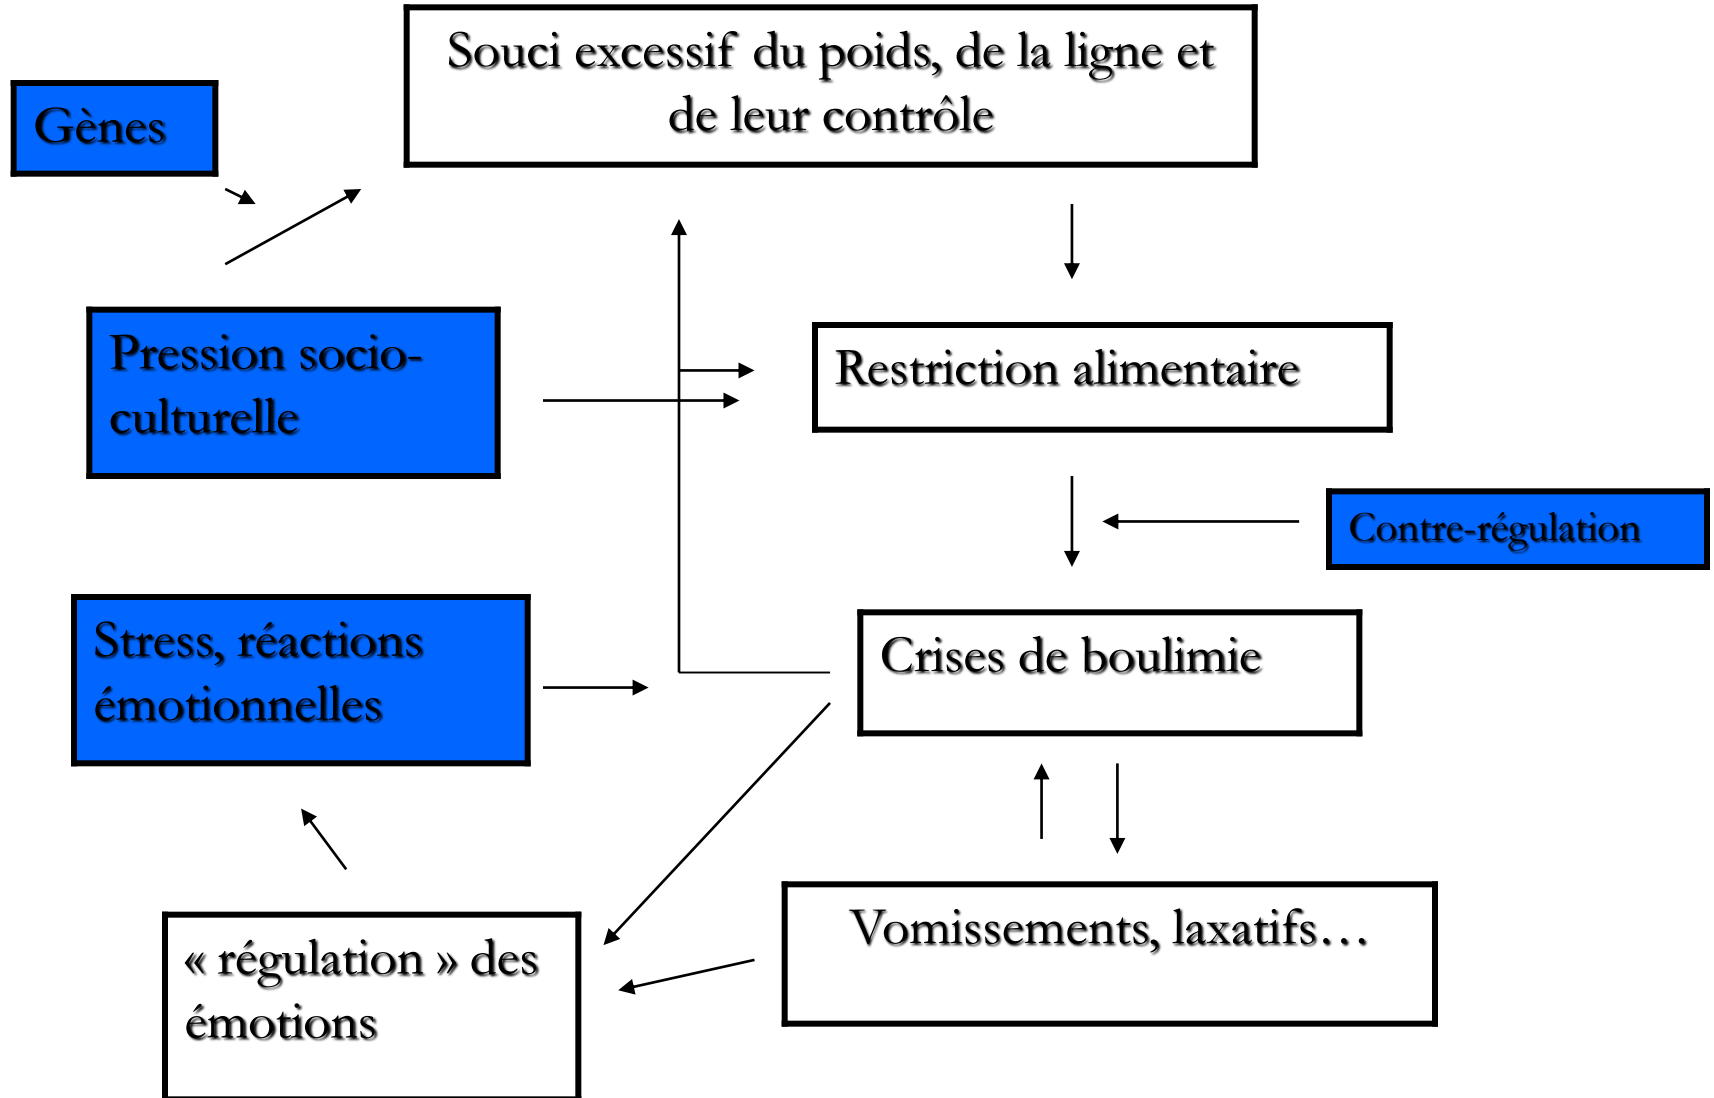 Souci excessif du poids, de la ligne et
de leur contrôle
Gènes
Pression socio-
culturelle
Restriction alimentaire
Contre-régulation
Stress, réactions
émotionnelles
Crises de boulimie
Vomissements, laxatifs…
« régulation » des
émotions